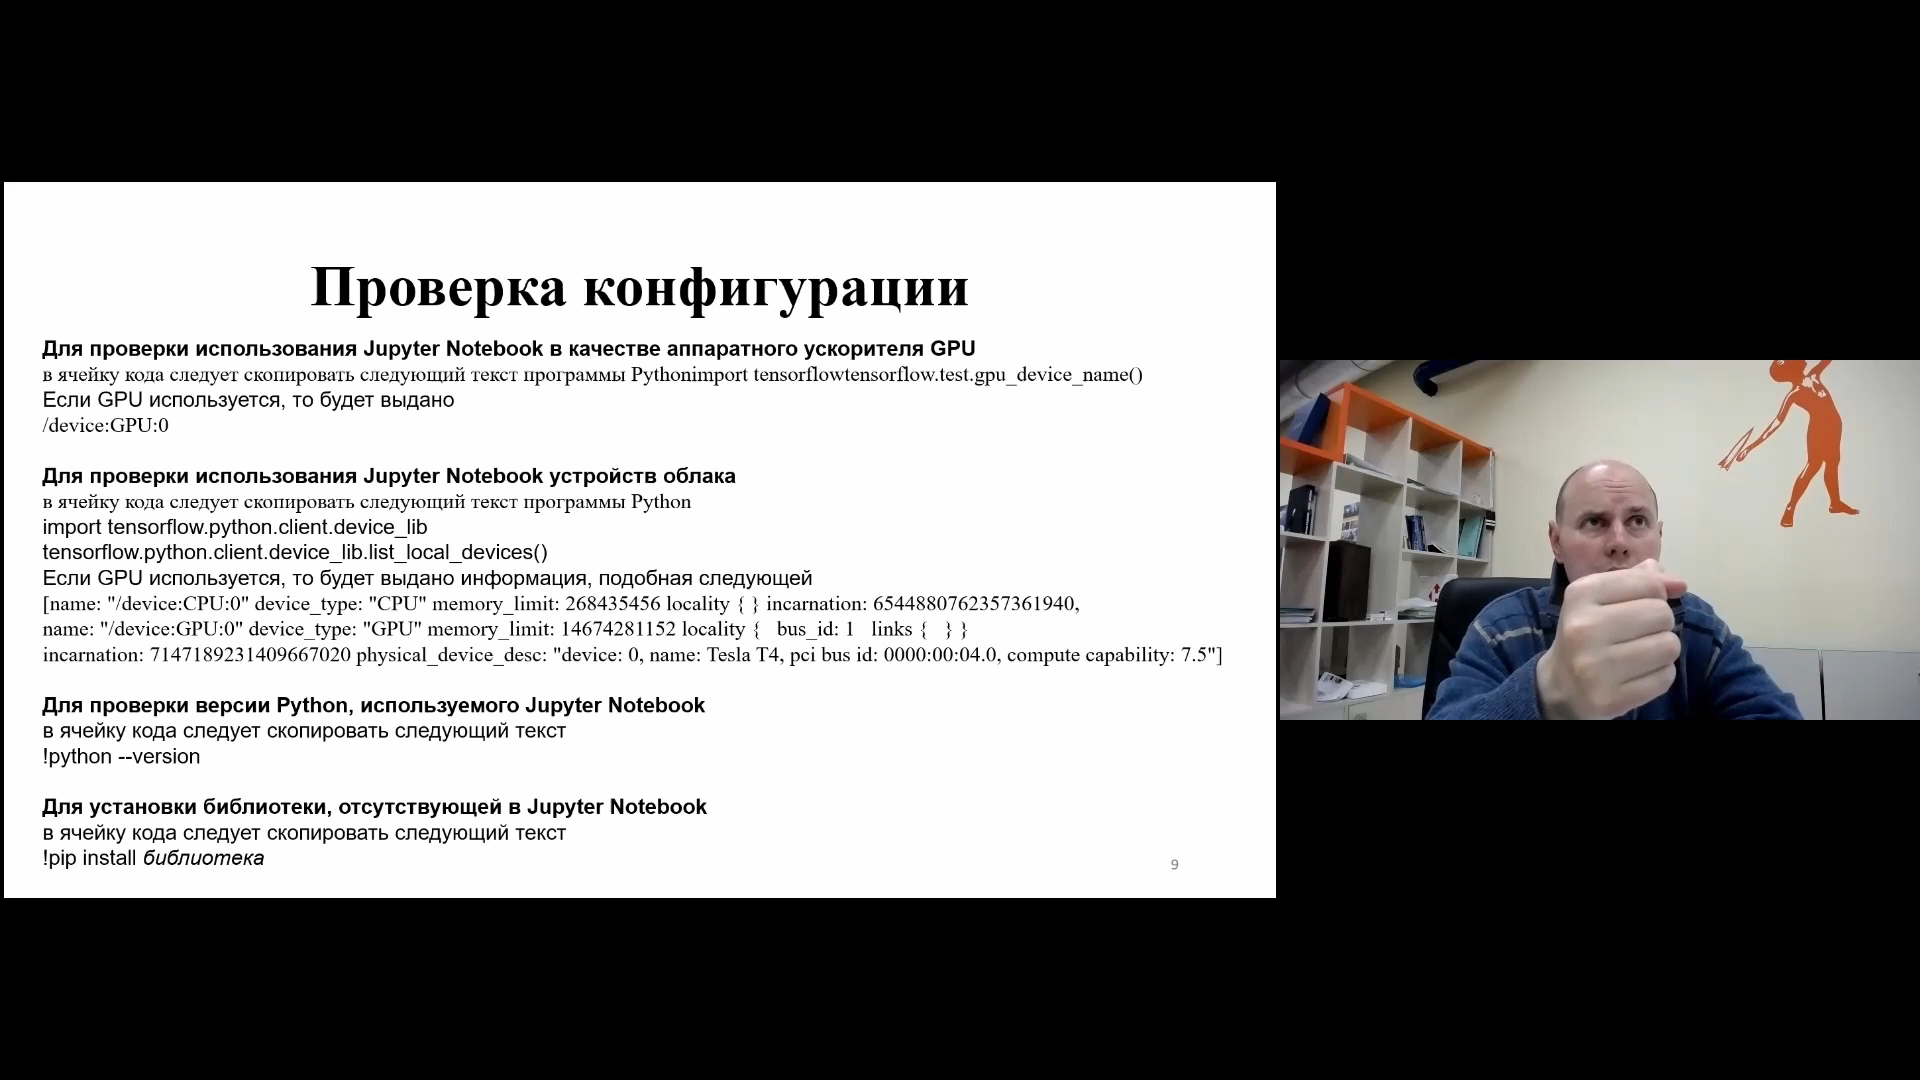 Проверка конфигурации
Для проверки использования Jupyter Notebook в качестве аппаратного ускорителя GPU
в ячейку кода следует скопировать следующий текст программы Pythonimport tensorflowtensorflow.test.gpu_device_name()
Если GPU используется, то будет выдано
/device:GPU:0
Для проверки использования Jupyter Notebook устройств облака
в ячейку кода следует скопировать следующий текст программы Python
import tensorflow.python.client.device_lib
tensorflow.python.client.device_lib.list_local_devices()
Если GPU используется, то будет выдано информация, подобная следующей
[name: "/device:CPU:0" device_type: "CPU" memory_limit: 268435456 locality { } incarnation: 6544880762357361940,
name: "/device:GPU:0" device_type: "GPU" memory_limit: 14674281152 locality {   bus_id: 1   links {   } }
incarnation: 7147189231409667020 physical_device_desc: "device: 0, name: Tesla T4, pci bus id: 0000:00:04.0, compute capability: 7.5"]
Для проверки версии Python, используемого Jupyter Notebook
в ячейку кода следует скопировать следующий текст
!python --version
Для установки библиотеки, отсутствующей в Jupyter Notebook
в ячейку кода следует скопировать следующий текст
!pip install библиотека
9